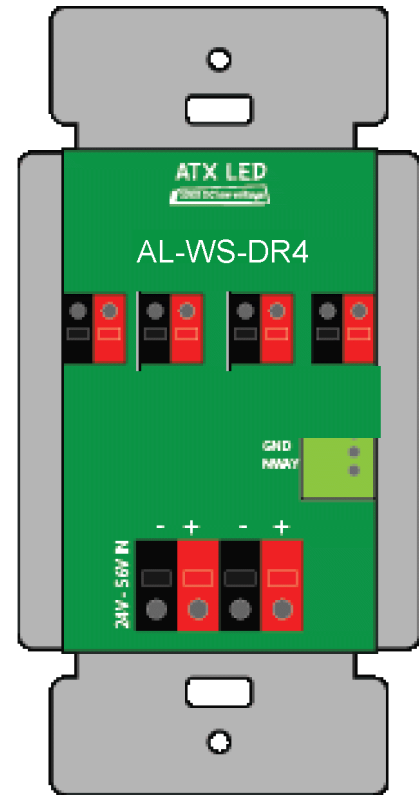 ATX LED
AL-WS-DR4
GND
NWAY
- + - +
24V - 56V IN